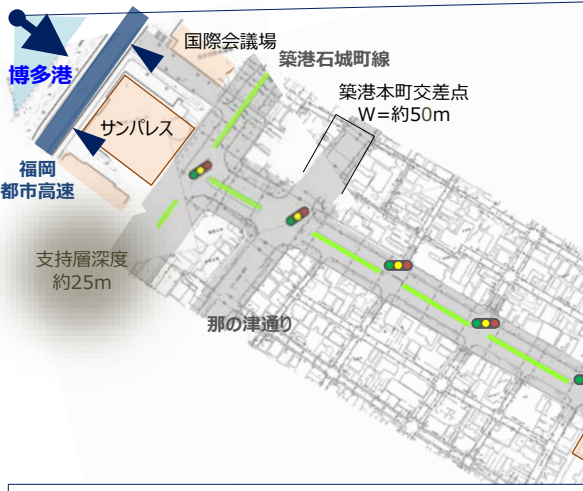 国際会議場
博多港
築港石城町線
築港本町交差点
W=約50m
サンパレス
福岡
都市高速
支持層深度
約25m
那の津通り